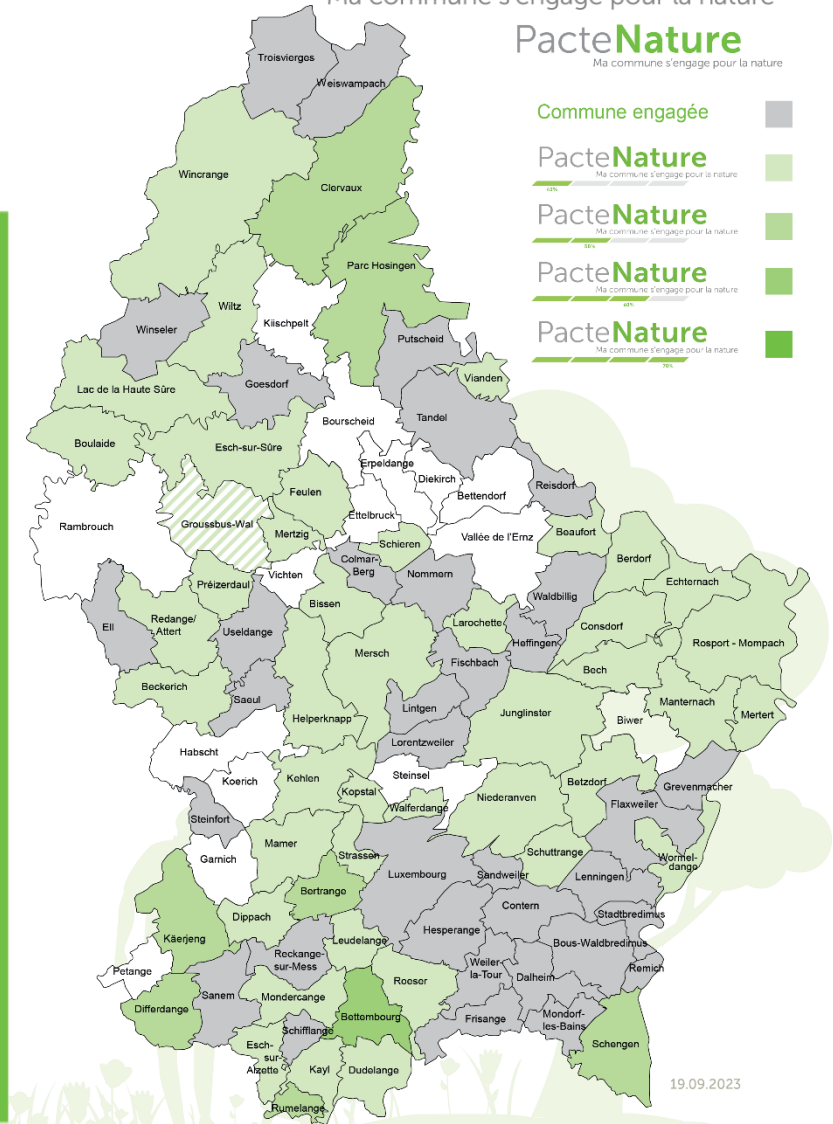 Ma commune s'engage pour la nature
PacteNature
Ma commune s'engage pour la nature
Commune engagée
PacteNature
Ma commune s'engage pour la nature
40%
PacteNature
Ma commune s'engage pour la nature
50%
PacteNature
Ma commune s'engage pour la nature
60%
PacteNature
Ma commune s'engage pour la nature
70%
Troisvierges
Weiswampach
Wincrange
Clervaux
Parc Hosingen
Wiltz
Kiischpelt
Winseler
Putscheid
Goesdorf
Vianden
Lac de la Haute Sûre
Tandel
Bourscheid
Boulaide
Esch-sur-Sûre
Erpeldange
Diekirch
Reisdorf
Feulen
Bettendorf
Ettelbruck
Rambrouch
Groussbus-Wal
Mertzig
Vallée de l'Ernz
Beaufort
Schieren
Berdorf
Colmar-
Berg
Nommern
Vichten
Préizerdaul
Echternach
Waldbillig
Bissen
Redange/
Attert
Larochette
Ell
Useldange
Consdorf
Heffingen
Rosport - Mompach
Mersch
Fischbach
Bech
Beckerich
Saeul
Manternach
Lintgen
Junglinster
Mertert
Helperknapp
Biwer
Lorentzweiler
Habscht
Steinsel
Koerich
Kehlen
Betzdorf
Grevenmacher
Kopstal
Niederanven
Walferdange
Flaxweiler
Steinfort
Mamer
Schuttrange
Strassen
Garnich
Wormel-
dange
Luxembourg
Sandweiler
Lenningen
Bertrange
Contern
Stadtbredimus
Dippach
Hesperange
Käerjeng
Leudelange
Bous-Waldbredimus
Reckange-
sur-Mess
Weiler-
la-Tour
Remich
Petange
Dalheim
Roeser
Sanem
Mondercange
Differdange
Bettembourg
Frisange
Mondorf-
les-Bains
Schifflange
Schengen
Esch-
sur-
Alzette
Kayl
Dudelange
Rumelange
19.09.2023